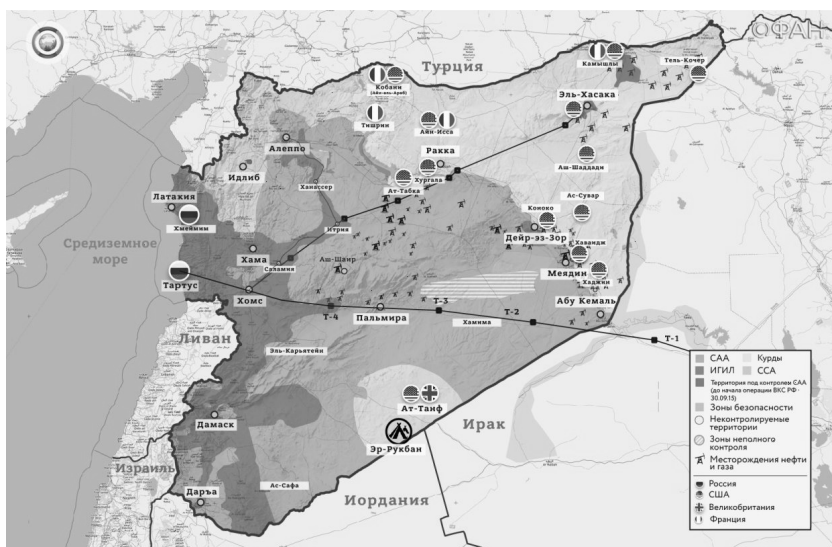 ОФАН
Турция
Камышлы
Тель-Кочер
Кобани
(Айн-аль-Араб)
Тишрин
Айн-Исса
Эль-Хасака
Алеппо
Идлиб
Ракка
Хургала
Аш-Шаддади
Ханассер
Ат-Табка
Латакия
Хмеймим
Итрия
Ас-Сувар
Коноко
Дейр-эз-Зор
Средиземное
море
Хама
Саламия
Аш-Шаир
Хавандж
Меядин
Хаджин
Тартус
Хомс
Абу Кемаль
Т-4
Пальмира
Т-3
Хамима
Т-2
Т-1
Ливан
Эль-Карьятейн
Ат-Танф
Дамаск
Эр-Рукбан
Ирак
Израиль
Ас-Сафа
Даръа
Иордания
САА
Курды
ИГИЛ
ССА
Территория под контролем САА
(до начала операции ВКС РФ -
30.09.15)
Зоны безопасности
Неконтролируемые
территории
Зоны неполного
контроля
Месторождения нефти
и газа
Россия
США
Великобритания
Франция